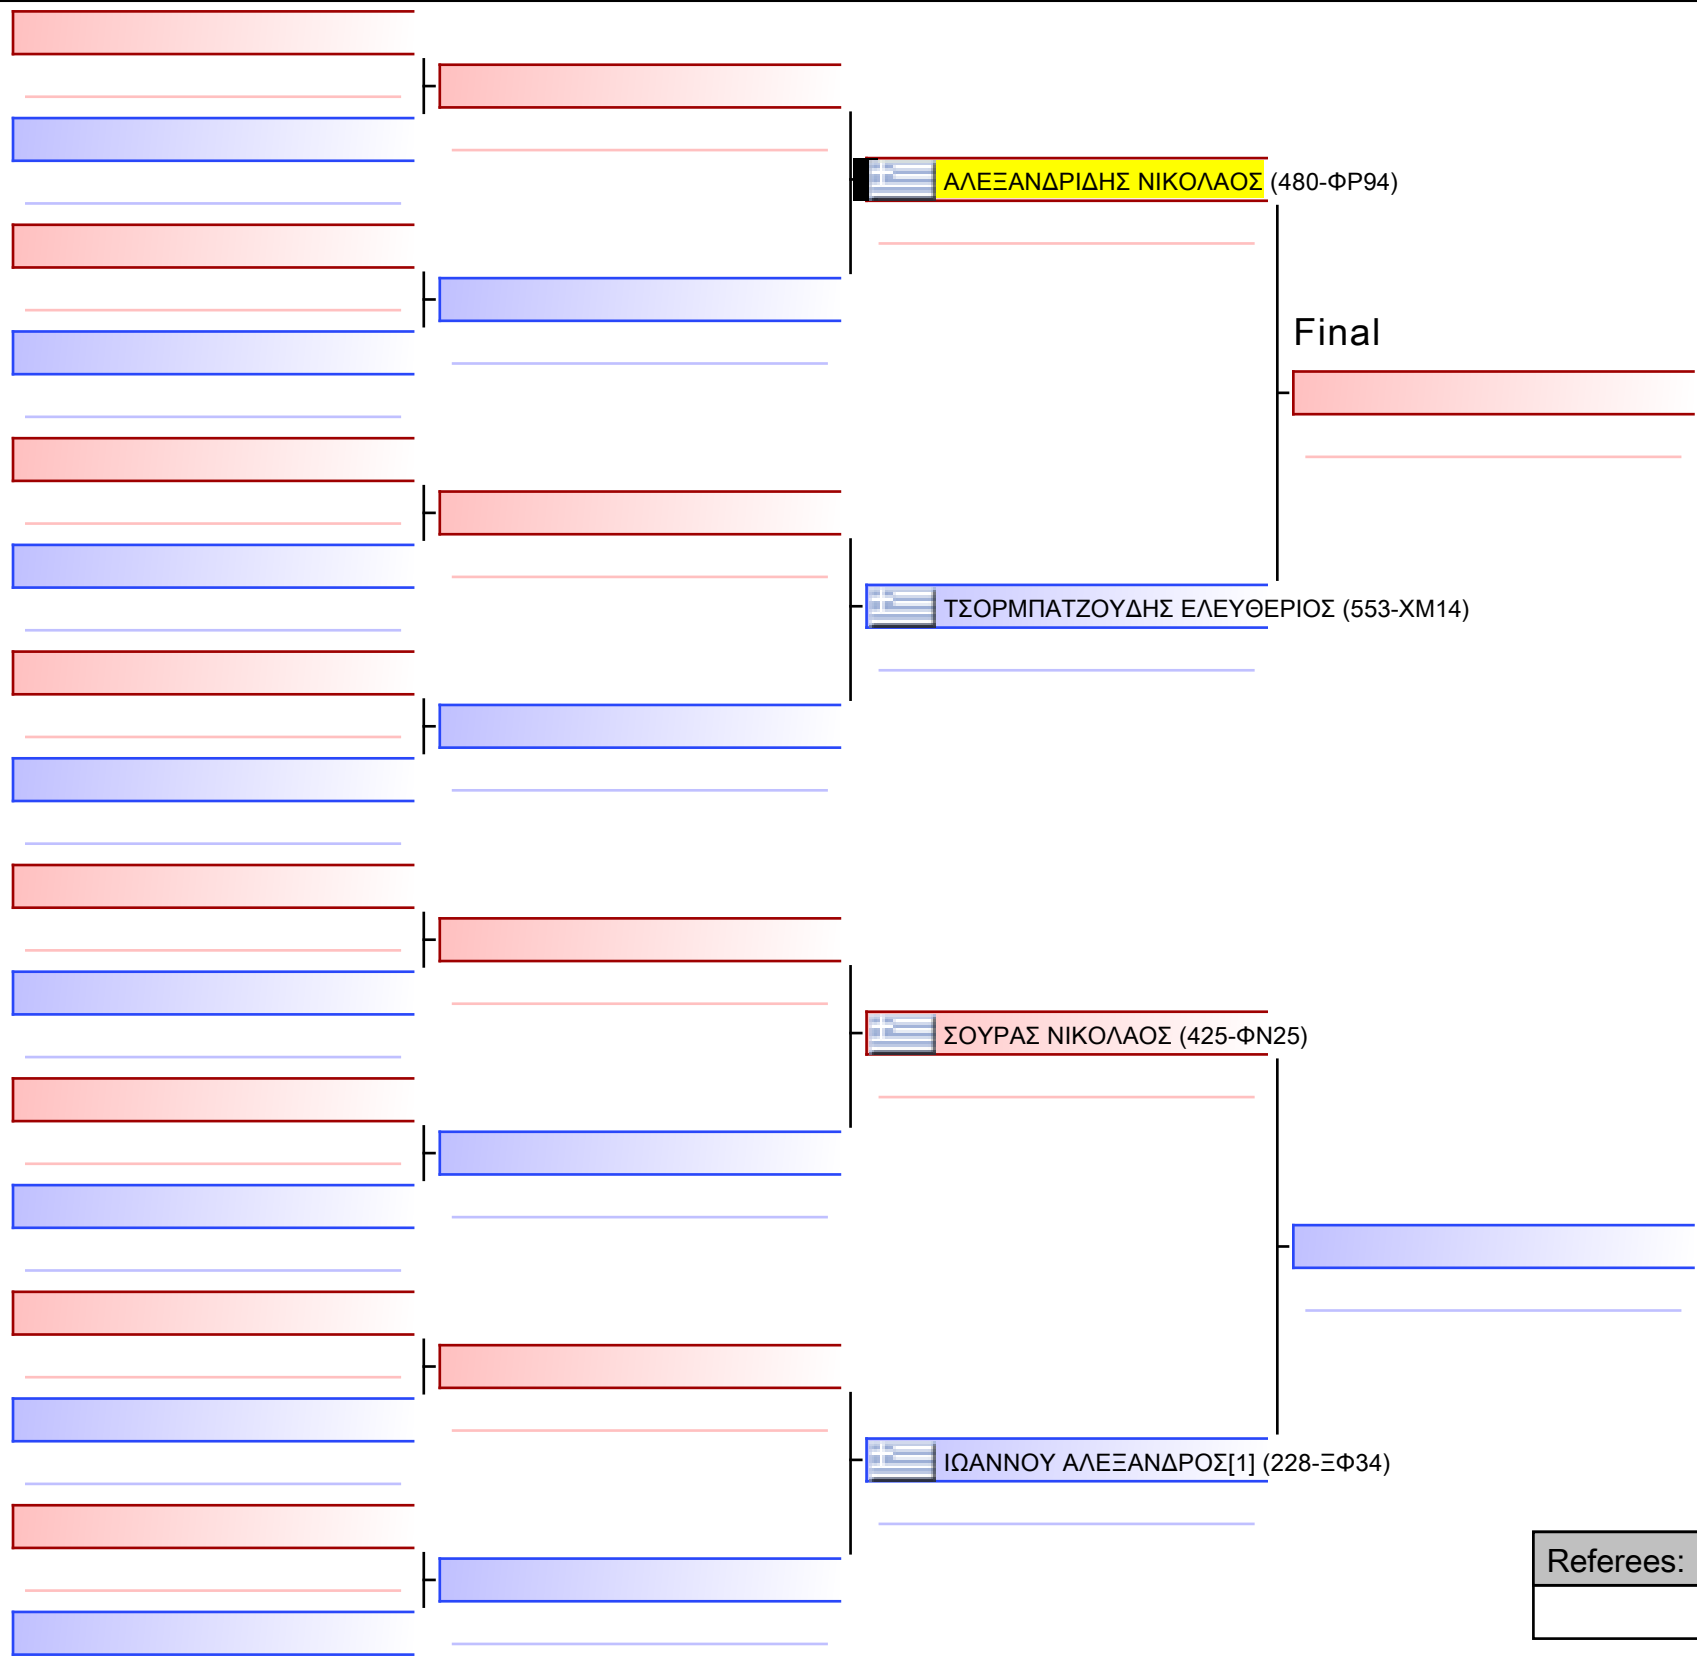 ΑΛΕΞΑΝΔΡΙΔΗΣ ΝΙΚΟΛΑΟΣ (480-ΦΡ94)
Final
ΤΣΟΡΜΠΑΤΖΟΥΔΗΣ ΕΛΕΥΘΕΡΙΟΣ (553-ΧΜ14)
ΣΟΥΡΑΣ ΝΙΚΟΛΑΟΣ (425-ΦΝ25)
ΙΩΑΝΝΟΥ ΑΛΕΞΑΝΔΡΟΣ[1] (228-ΞΦ34)
Referees: